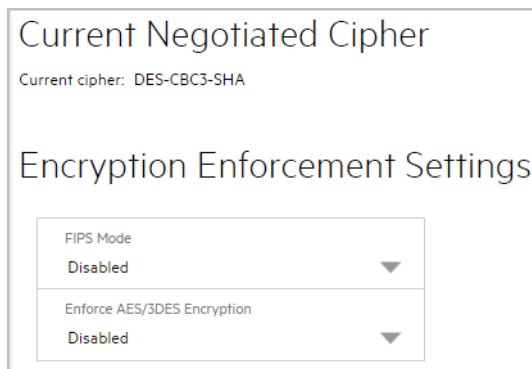 Current Negotiated Cipher
Current cipher: DES-CBC3-SHA
Encryption Enforcement Settings
FIPS Mode
Disabled
Enforce AES/3DES Encryption
Disabled